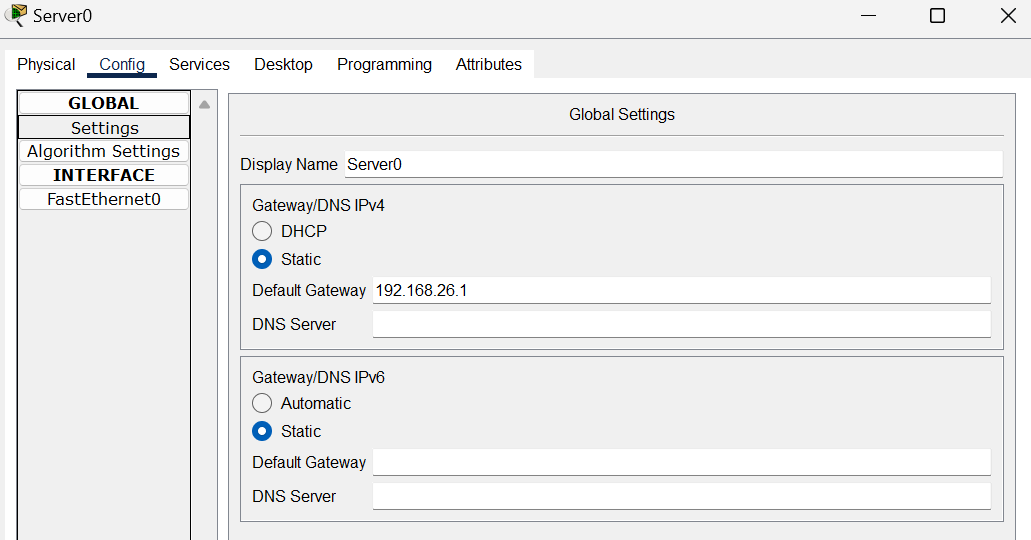 Server0
Physical Config Services Desktop Programming Attributes
GLOBAL
Settings
Algorithm Settings
INTERFACE
FastEthernet0
Global Settings
Display Name Server0
Gateway/DNS IPv4
DHCP
Static
Default Gateway 192.168.26.1
DNS Server
Gateway/DNS IPv6
Automatic
Static
Default Gateway
DNS Server